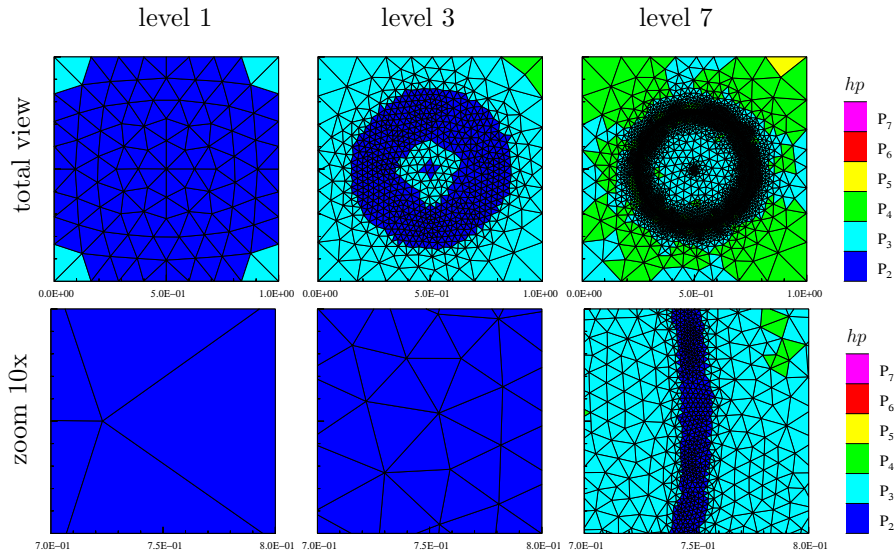 level 1
level 3
level 7
total view
0.0E+00
5.0E−01
1.0E+00
0.0E+00
5.0E−01
1.0E+00
0.0E+00
5.0E−01
1.0E+00
hp
P7
P6
P5
P4
P3
P2
zoom 10x
7.0E−01
7.5E−01
8.0E−01
7.0E−01
7.5E−01
8.0E−01
7.0E−01
7.5E−01
8.0E−01
hp
P7
P6
P5
P4
P3
P2